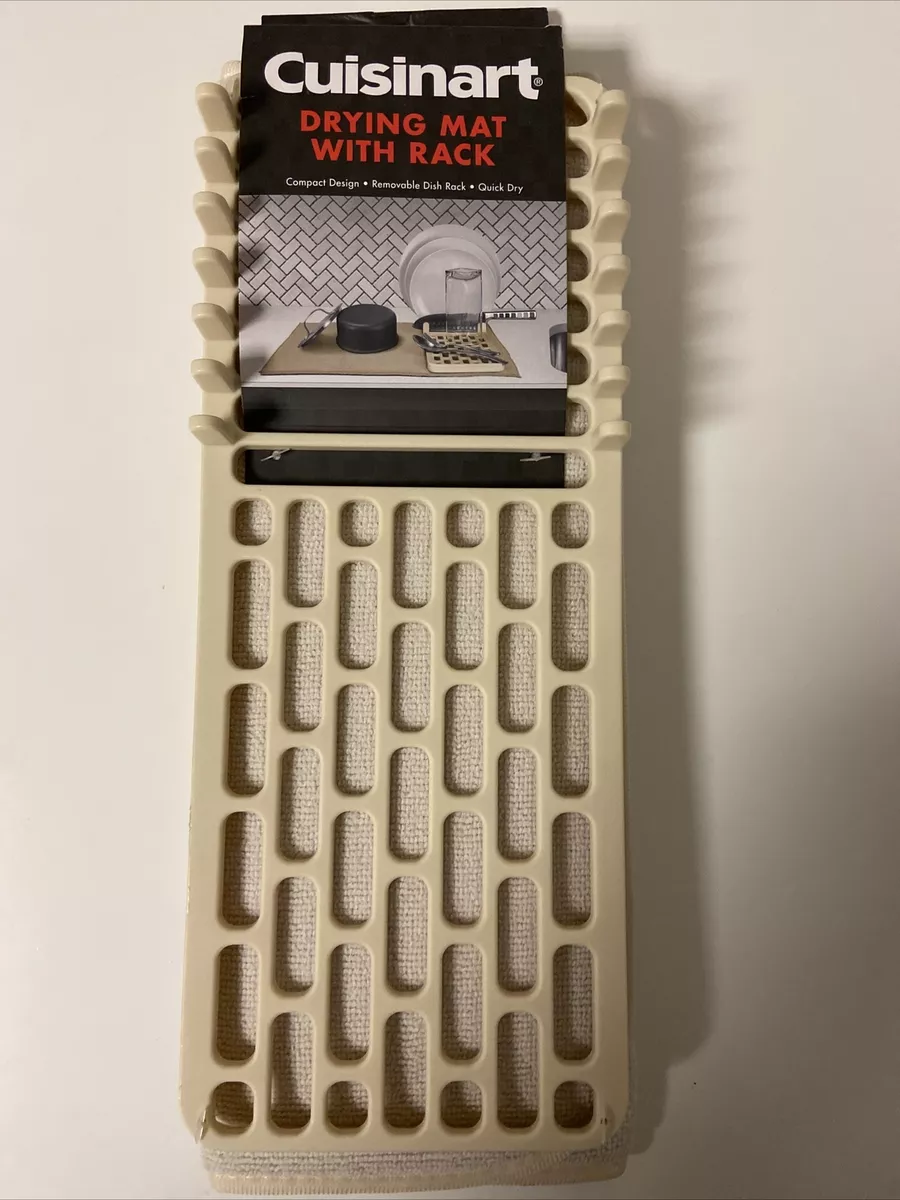 Cuisinart®
DRYING MAT
WITH RACK
Compact Design • Removable Dish Rack • Quick Dry